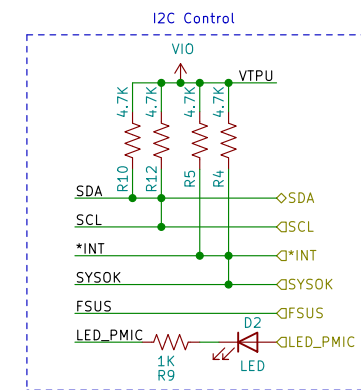 I2C Control
VIO
VTPU
4.7K 4.7K 4.7K 4.7K
R10 R12 R5 R4
SDA SDA
SCL SCL
*INT *INT
SYSOK SYSOK
FSUS FSUS
D2
LED_PMIC LED_PMIC
1K LED
R9